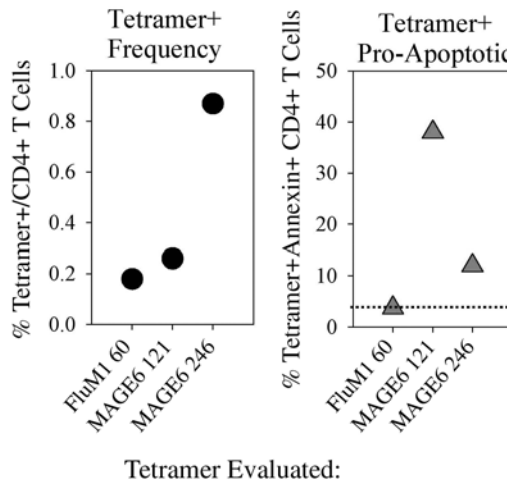 Tetramer+
Frequency
% Tetramer+/CD4+ T Cells
1.0
0.8
0.6
0.4
0.2
0.0
FluM1 60
MAGE6 121
MAGE6 246
Tetramer+
Pro-Apoptotic
% Tetramer+Annexin+ CD4+ T Cells
50
40
30
20
10
0
FluM1 60
MAGE6 121
MAGE6 246
Tetramer Evaluated: